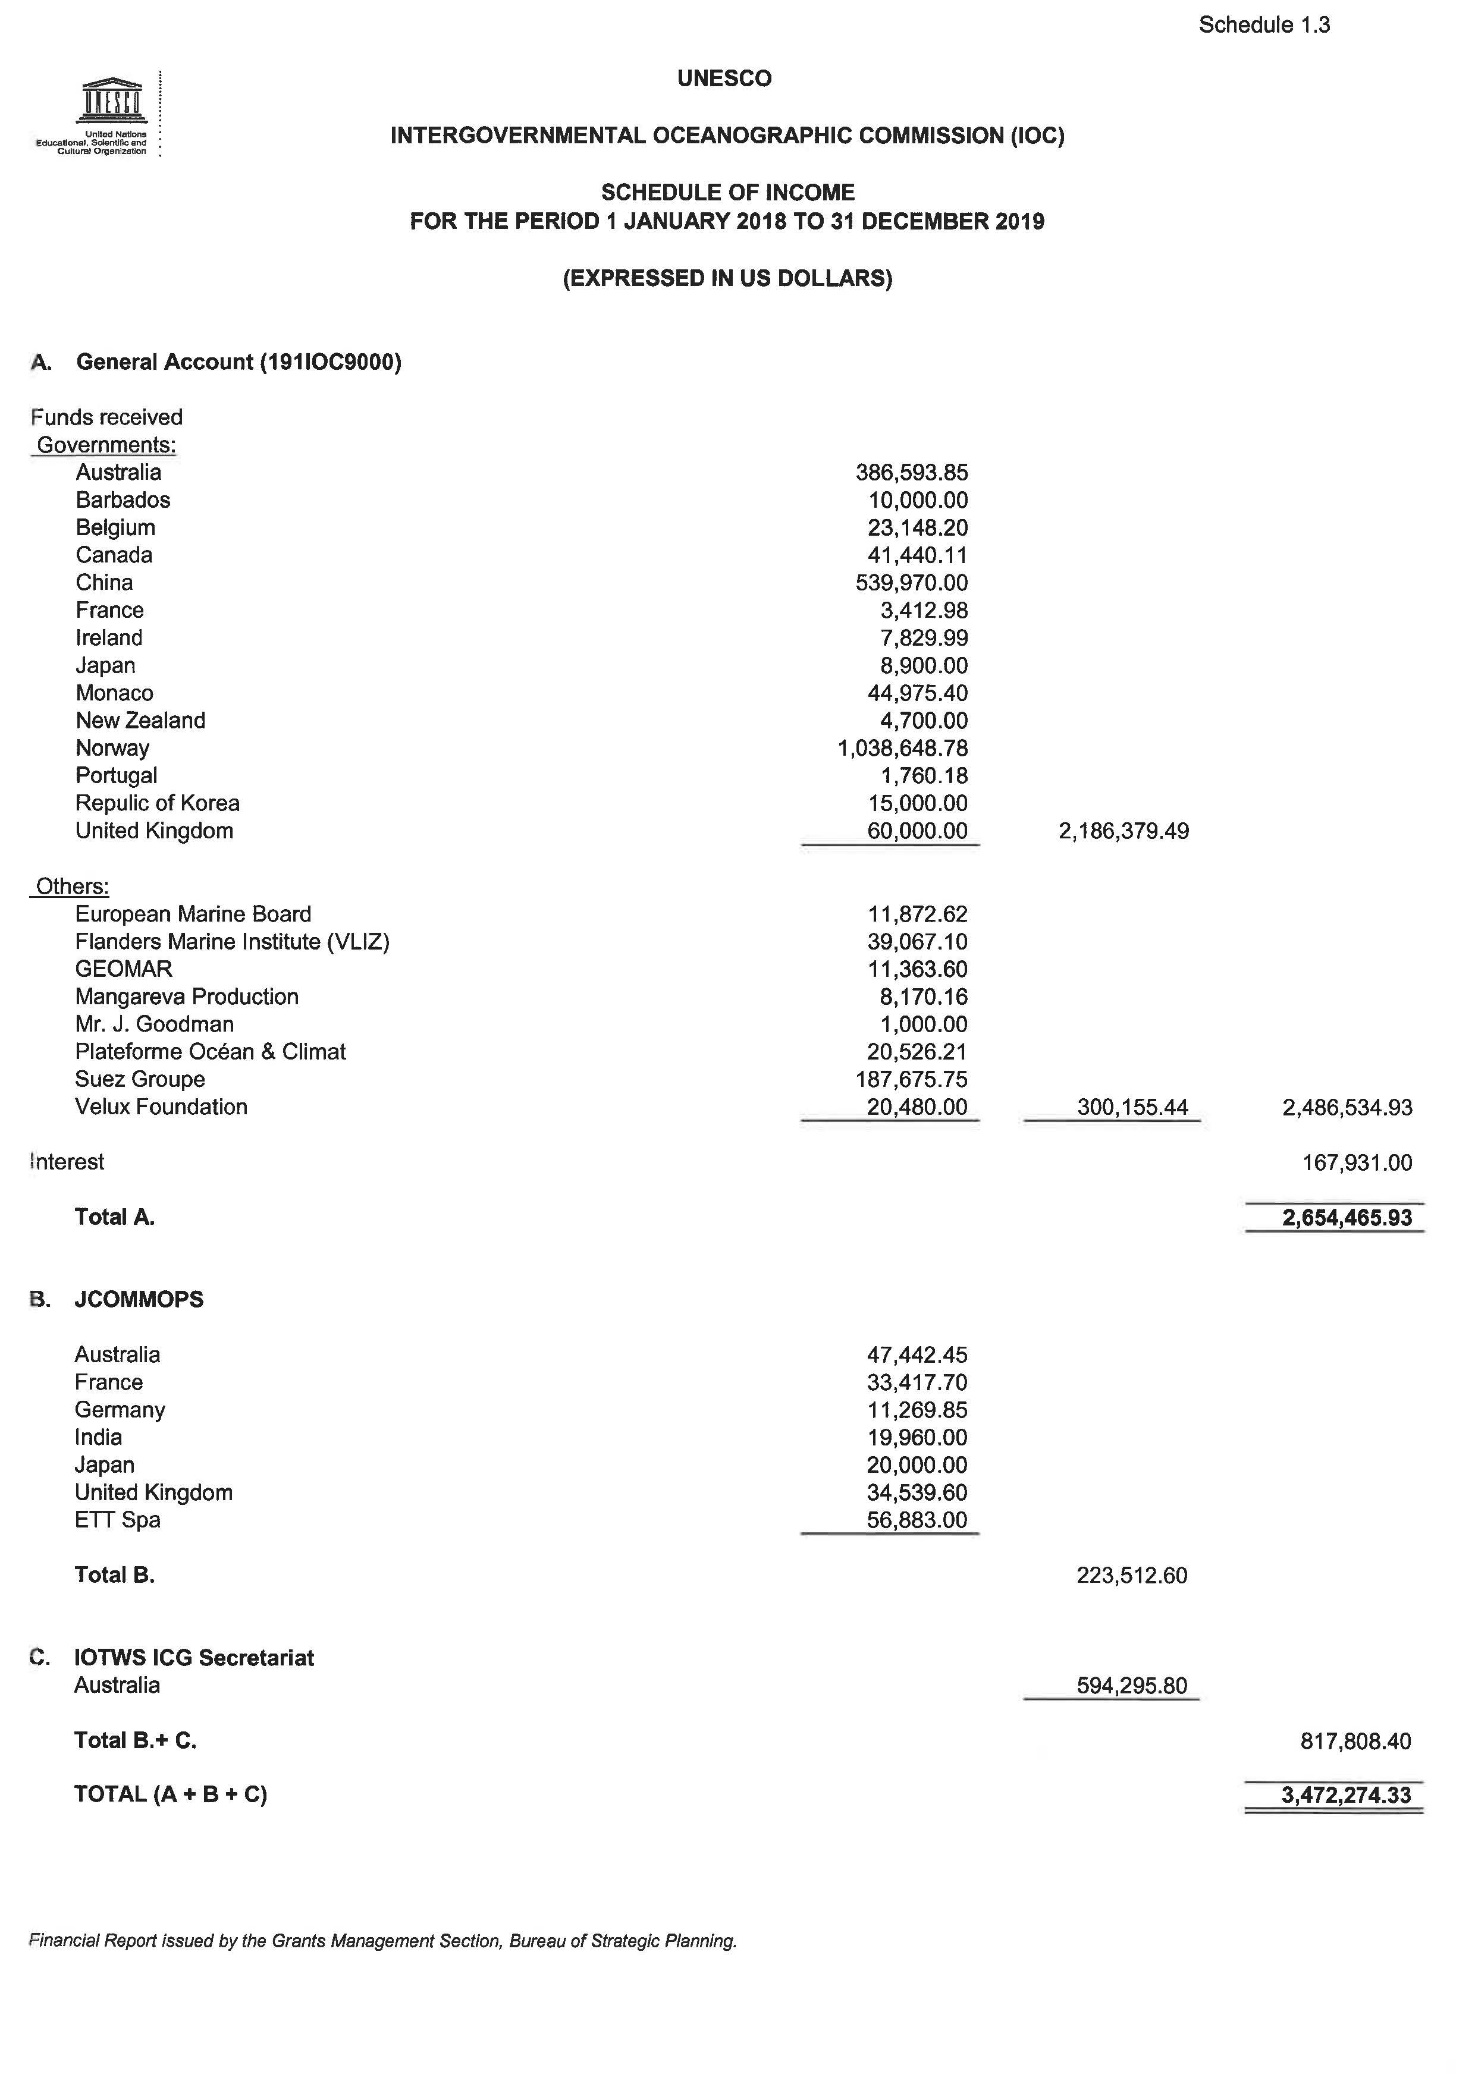 Schedule 1.3
UNESCO
United Nations
Educational, Scientific and
Cultural Organization
INTERGOVERNMENTAL OCEANOGRAPHIC COMMISSION (IOC)
SCHEDULE OF INCOME
FOR THE PERIOD 1 JANUARY 2018 TO 31 DECEMBER 2019
(EXPRESSED IN US DOLLARS)
A. General Account (191IOC9000)
Funds received
Governments:
Australia 386,593.85
Barbados 10,000.00
Belgium 23,148.20
Canada 41,440.11
China 539,970.00
France 3,412.98
Ireland 7,829.99
Japan 8,900.00
Monaco 44,975.40
New Zealand 4,700.00
Norway 1,038,648.78
Portugal 1,760.18
Repulic of Korea 15,000.00
United Kingdom 60,000.00 2,186,379.49
Others:
European Marine Board 11,872.62
Flanders Marine Institute (VLIZ) 39,067.10
GEOMAR 11,363.60
Mangareva Production 8,170.16
Mr. J. Goodman 1,000.00
Plateforme Océan & Climat 20,526.21
Suez Groupe 187,675.75
Velux Foundation 20,480.00 300,155.44 2,486,534.93
Interest 167,931.00
Total A. 2,654,465.93
B. JCOMMOPS
Australia 47,442.45
France 33,417.70
Germany 11,269.85
India 19,960.00
Japan 20,000.00
United Kingdom 34,539.60
ETT Spa 56,883.00
Total B. 223,512.60
C. IOTWS ICG Secretariat
Australia 594,295.80
Total B.+ C. 817,808.40
TOTAL (A + B + C) 3,472,274.33
Financial Report issued by the Grants Management Section, Bureau of Strategic Planning.